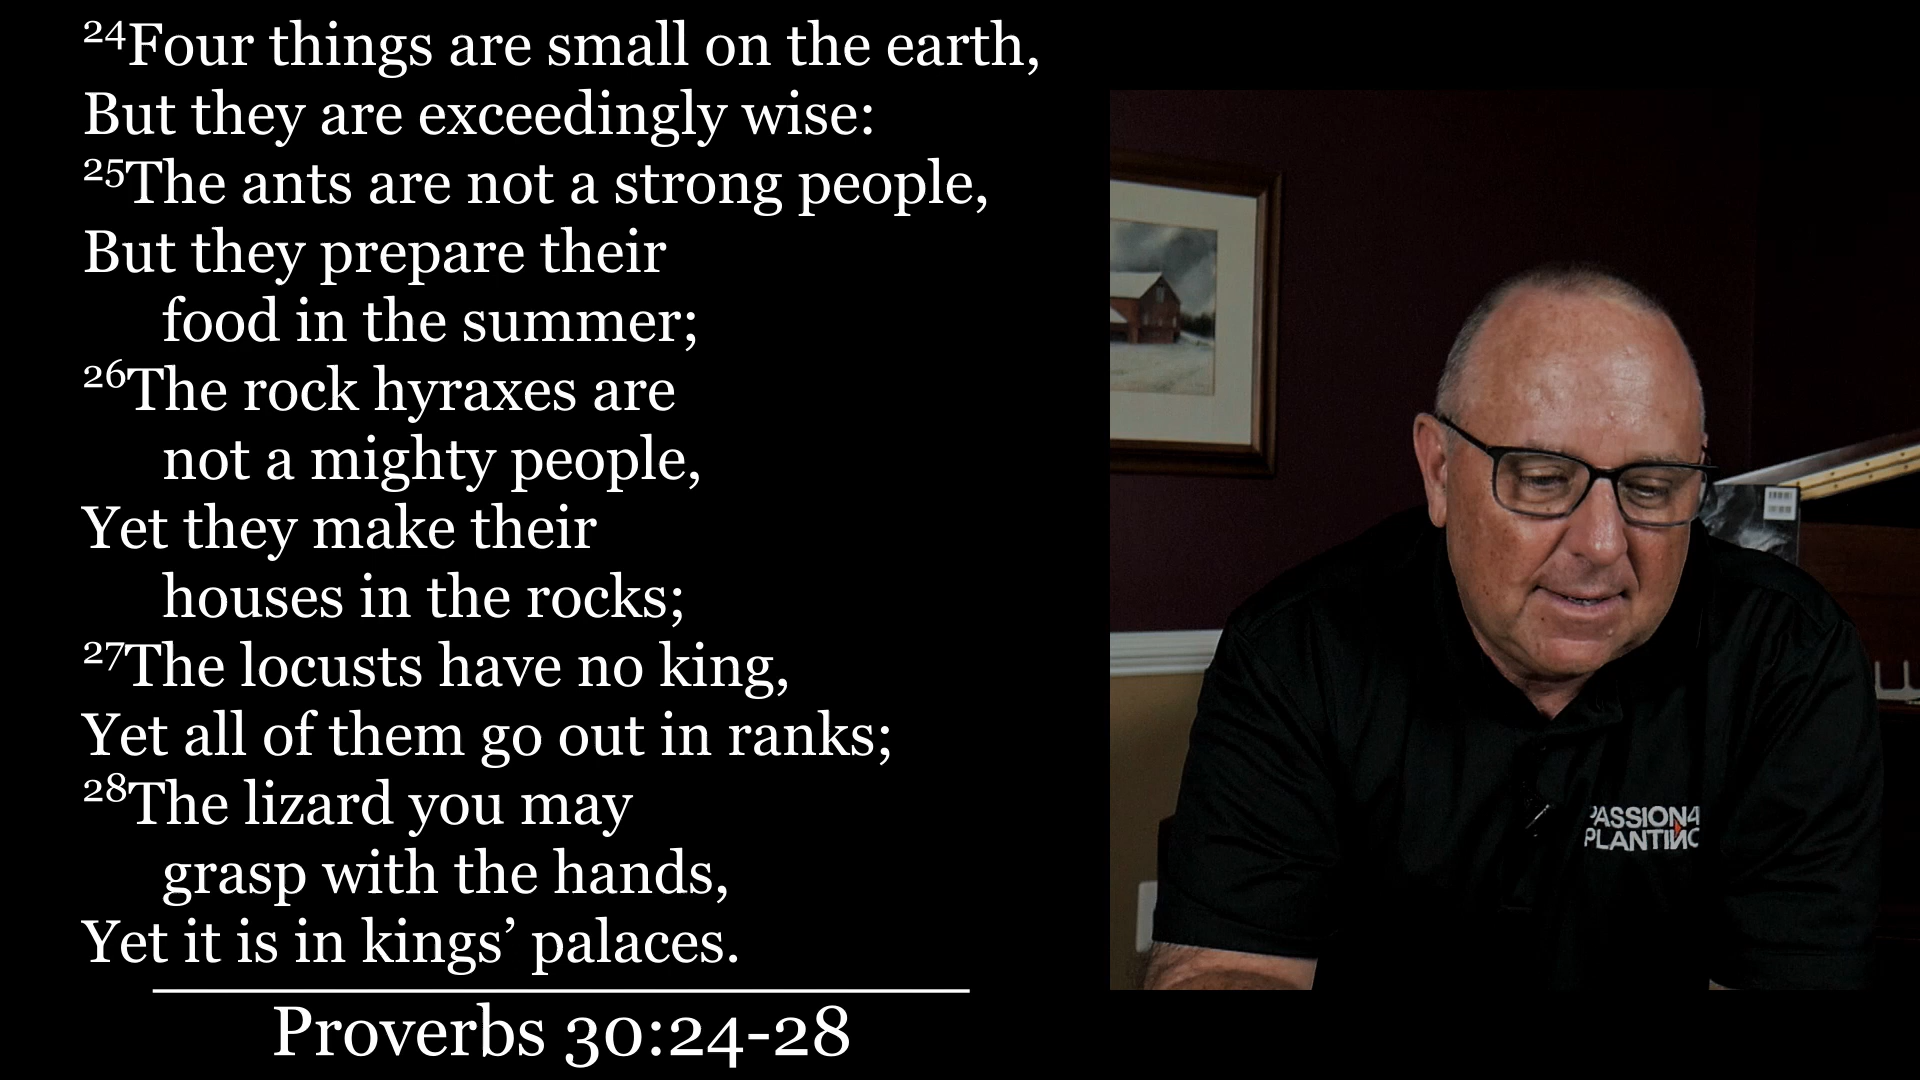 ²⁴Four things are small on the earth,
But they are exceedingly wise:
²⁵The ants are not a strong people,
But they prepare their
food in the summer;
²⁶The rock hyraxes are
not a mighty people,
Yet they make their
houses in the rocks;
²⁷The locusts have no king,
Yet all of them go out in ranks;
²⁸The lizard you may
grasp with the hands,
Yet it is in kings’ palaces.
Proverbs 30:24-28
PASSION4
PLANTING